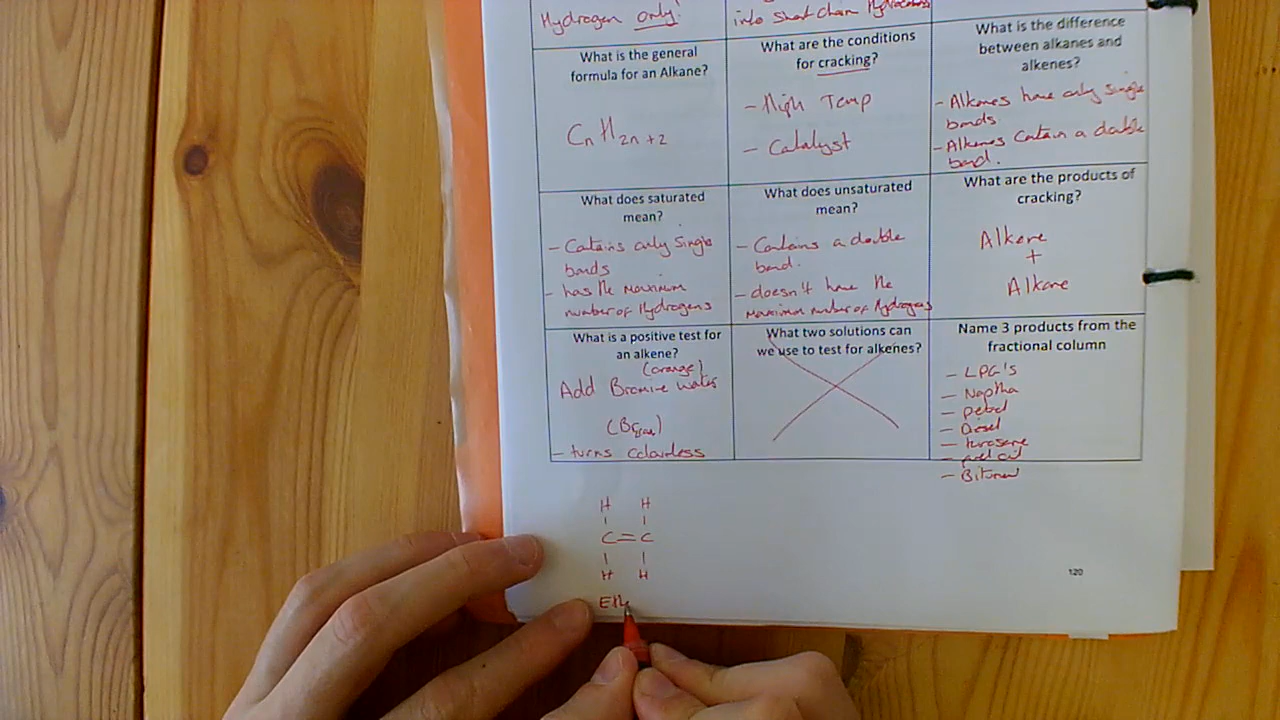 Hydrogen only!
into short chain Hydrocarbons
What is the general
formula for an Alkane?
CnH2n+2
What are the conditions
for cracking?
- High Temp
- Catalyst
What is the difference
between alkanes and
alkenes?
- Alkanes have only single
bonds
- Alkenes contain a double
bond.
What does saturated
mean?
- Contains only single
bonds
- has the maximum
number of Hydrogens
What does unsaturated
mean?
- Contains a double
bond.
- doesn't have the
maximum number of Hydrogens
What are the products of
cracking?
Alkene
+
Alkane
What is a positive test for
an alkene?
(orange)
Add Bromine water
- turns colourless
What two solutions can
we use to test for alkenes?
Name 3 products from the
fractional column
- LPG's
- Naptha
- petrol
- Diesel
- kerosene
- fuel oil
- Bitumen
H H
C=C
H H
Eth
120